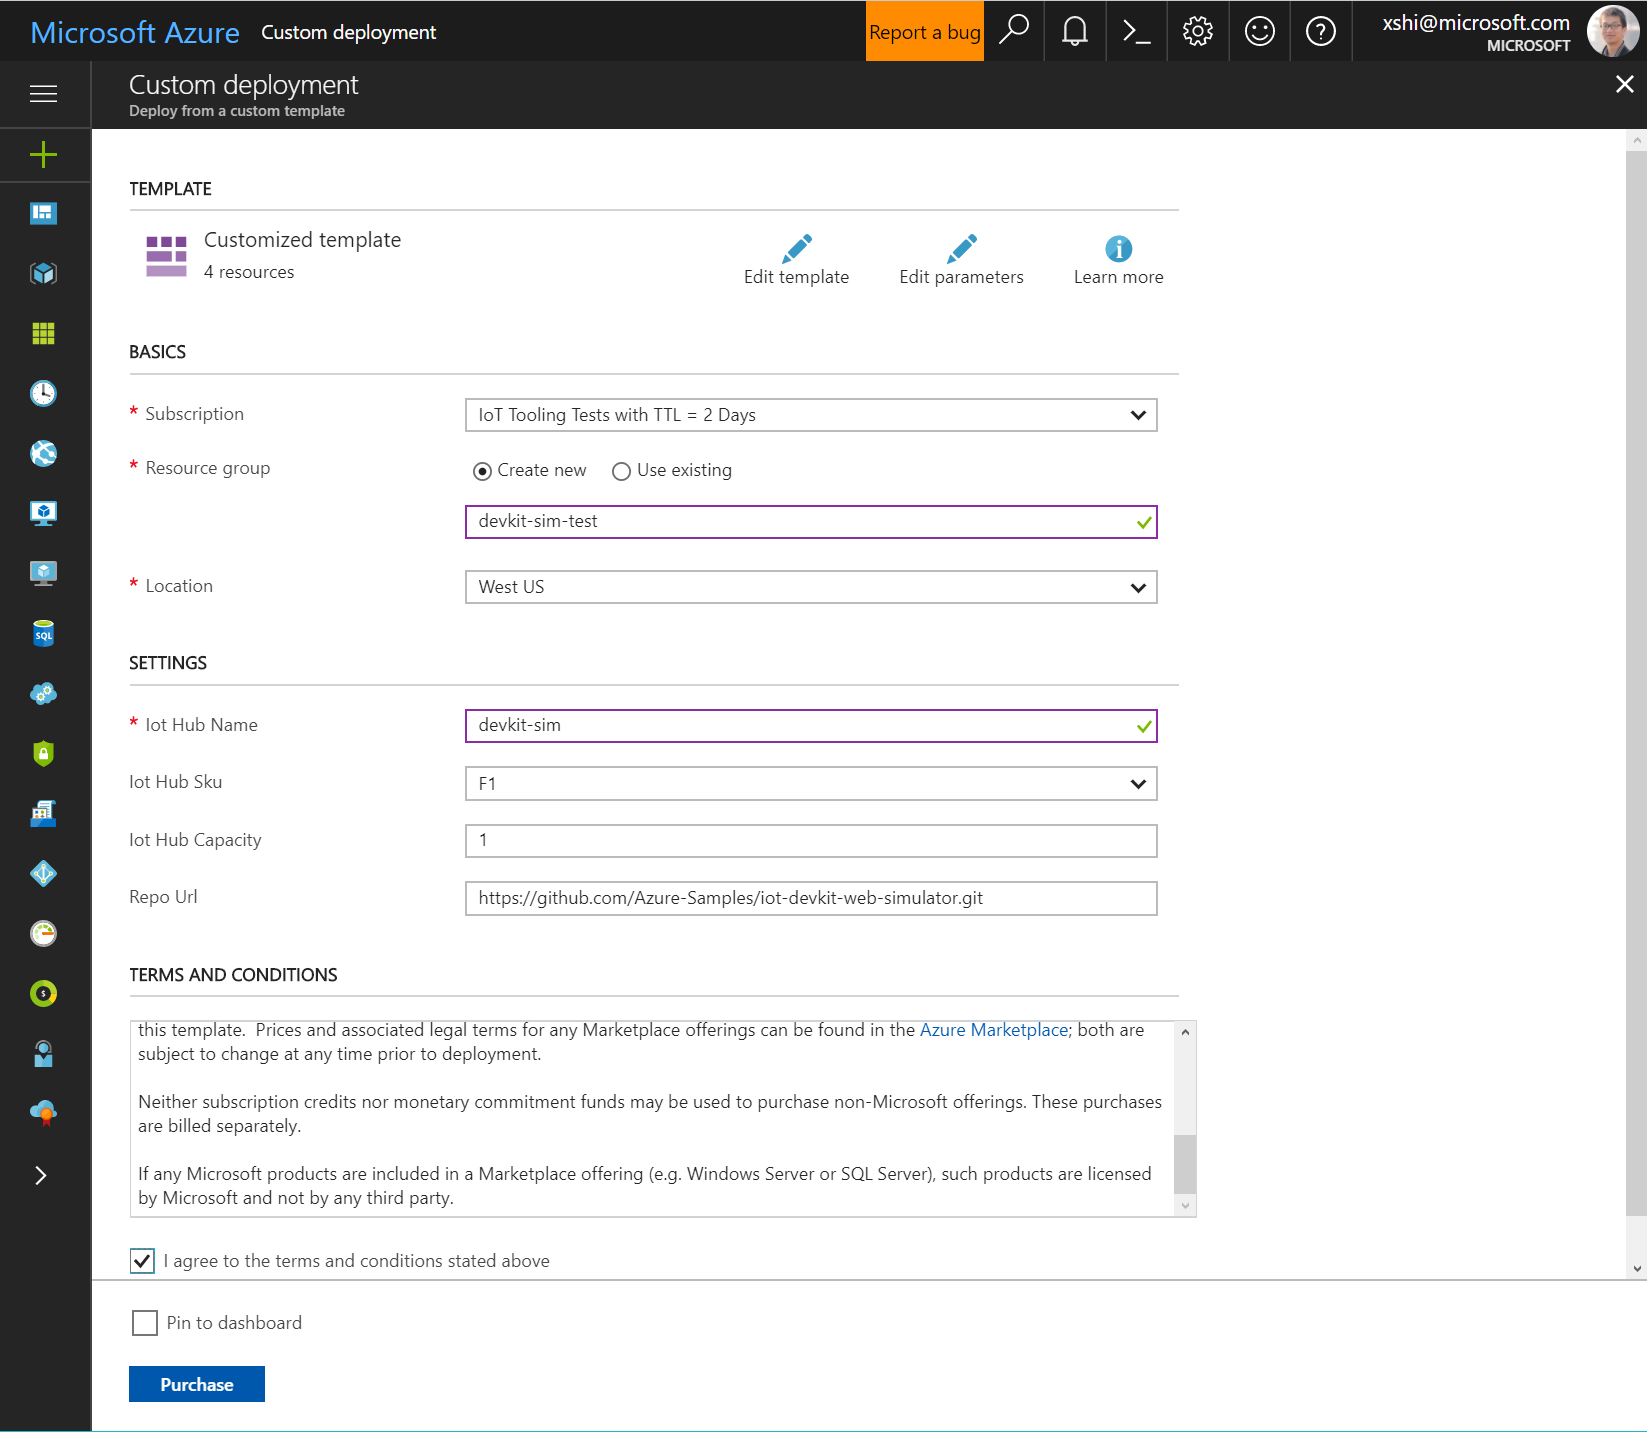 Microsoft Azure Custom deployment Report a bug xshi@microsoft.com
MICROSOFT
Custom deployment
Deploy from a custom template
TEMPLATE
Customized template
4 resources
Edit template Edit parameters Learn more
BASICS
* Subscription IoT Tooling Tests with TTL = 2 Days
* Resource group Create new Use existing
devkit-sim-test
* Location West US
SETTINGS
* Iot Hub Name devkit-sim
Iot Hub Sku F1
Iot Hub Capacity 1
Repo Url https://github.com/Azure-Samples/iot-devkit-web-simulator.git
TERMS AND CONDITIONS
this template. Prices and associated legal terms for any Marketplace offerings can be found in the Azure Marketplace; both are
subject to change at any time prior to deployment.
Neither subscription credits nor monetary commitment funds may be used to purchase non-Microsoft offerings. These purchases
are billed separately.
If any Microsoft products are included in a Marketplace offering (e.g. Windows Server or SQL Server), such products are licensed
by Microsoft and not by any third party.
I agree to the terms and conditions stated above
Pin to dashboard
Purchase
SQL